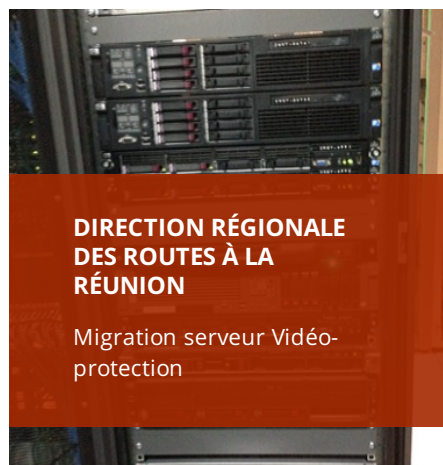 DIRECTION RÉGIONALE
DES ROUTES À LA
RÉUNION
Migration serveur Vidéo-
protection